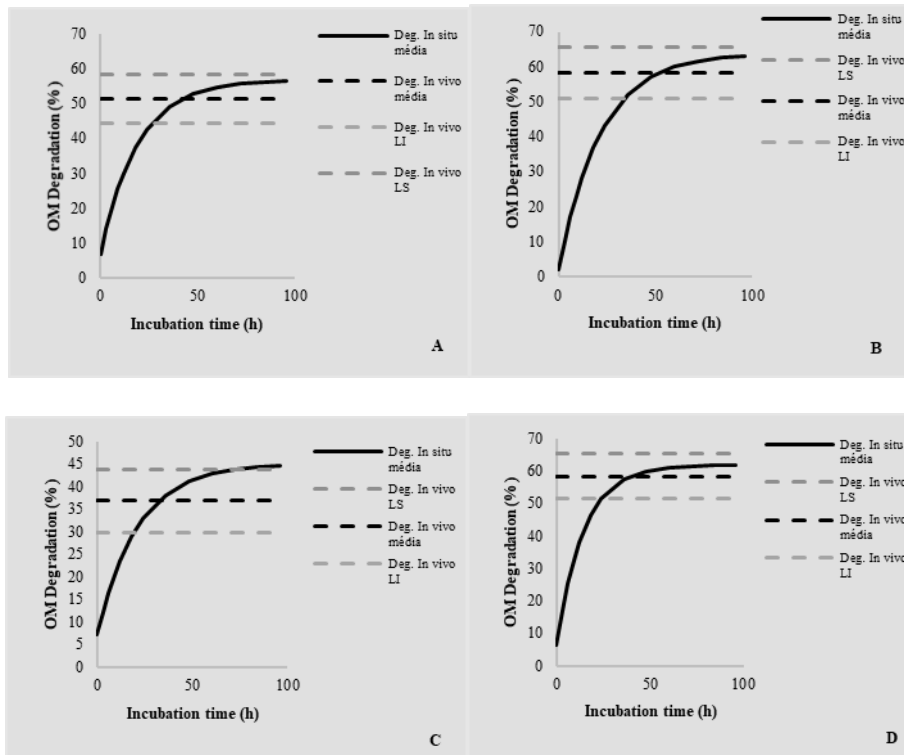 70
60
50
40
30
20
10
0
OM Degradation (%)
0
50
100
Incubation time (h)
Deg. In situ
média
Deg. In vivo
média
Deg. In vivo
LI
Deg. In vivo
LS
A
70
60
50
40
30
20
10
0
OM Degradation (%)
0
50
100
Incubation time (h)
Deg. In situ
média
Deg. In vivo
LS
Deg. In vivo
média
Deg. In vivo
LI
B
50
45
40
35
30
25
20
15
10
5
0
OM Degradation (%)
0
50
100
Incubation time (h)
Deg. In situ
média
Deg. In vivo
LS
Deg. In vivo
média
Deg. In vivo
LI
C
70
60
50
40
30
20
10
0
OM Degradation (%)
0
50
100
Incubation time (h)
Deg. In situ
média
Deg. In vivo
LS
Deg. In vivo
média
Deg. In vivo
LI
D